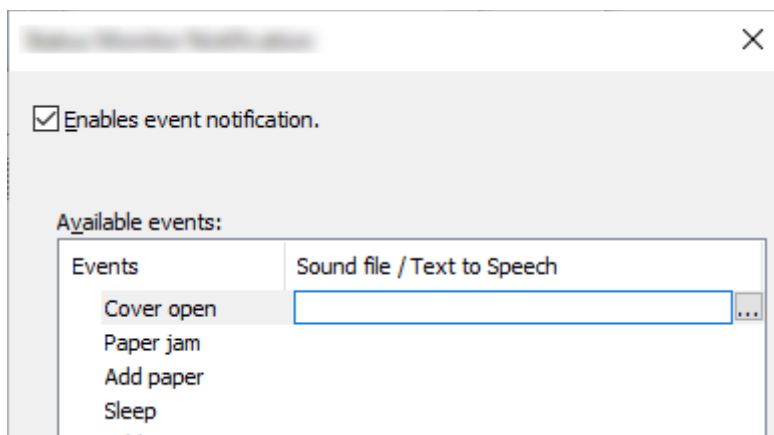 Enables event notification.
Available events:
Events Sound file / Text to Speech
Cover open ...
Paper jam
Add paper
Sleep